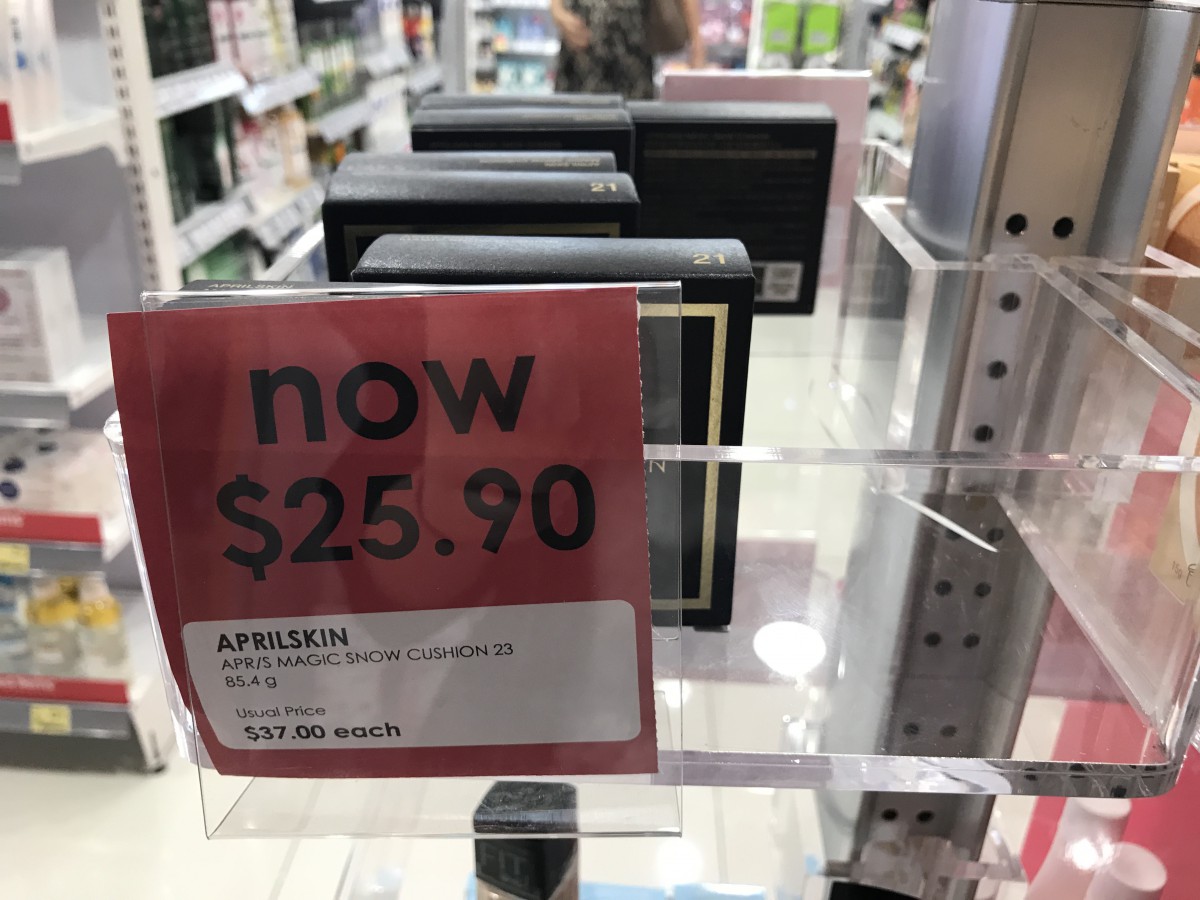 21
21
APRILSKIN
now
$25.90
APRILSKIN
APR/S MAGIC SNOW CUSHION 23
85.4 g
Usual Price
$37.00 each
FIT